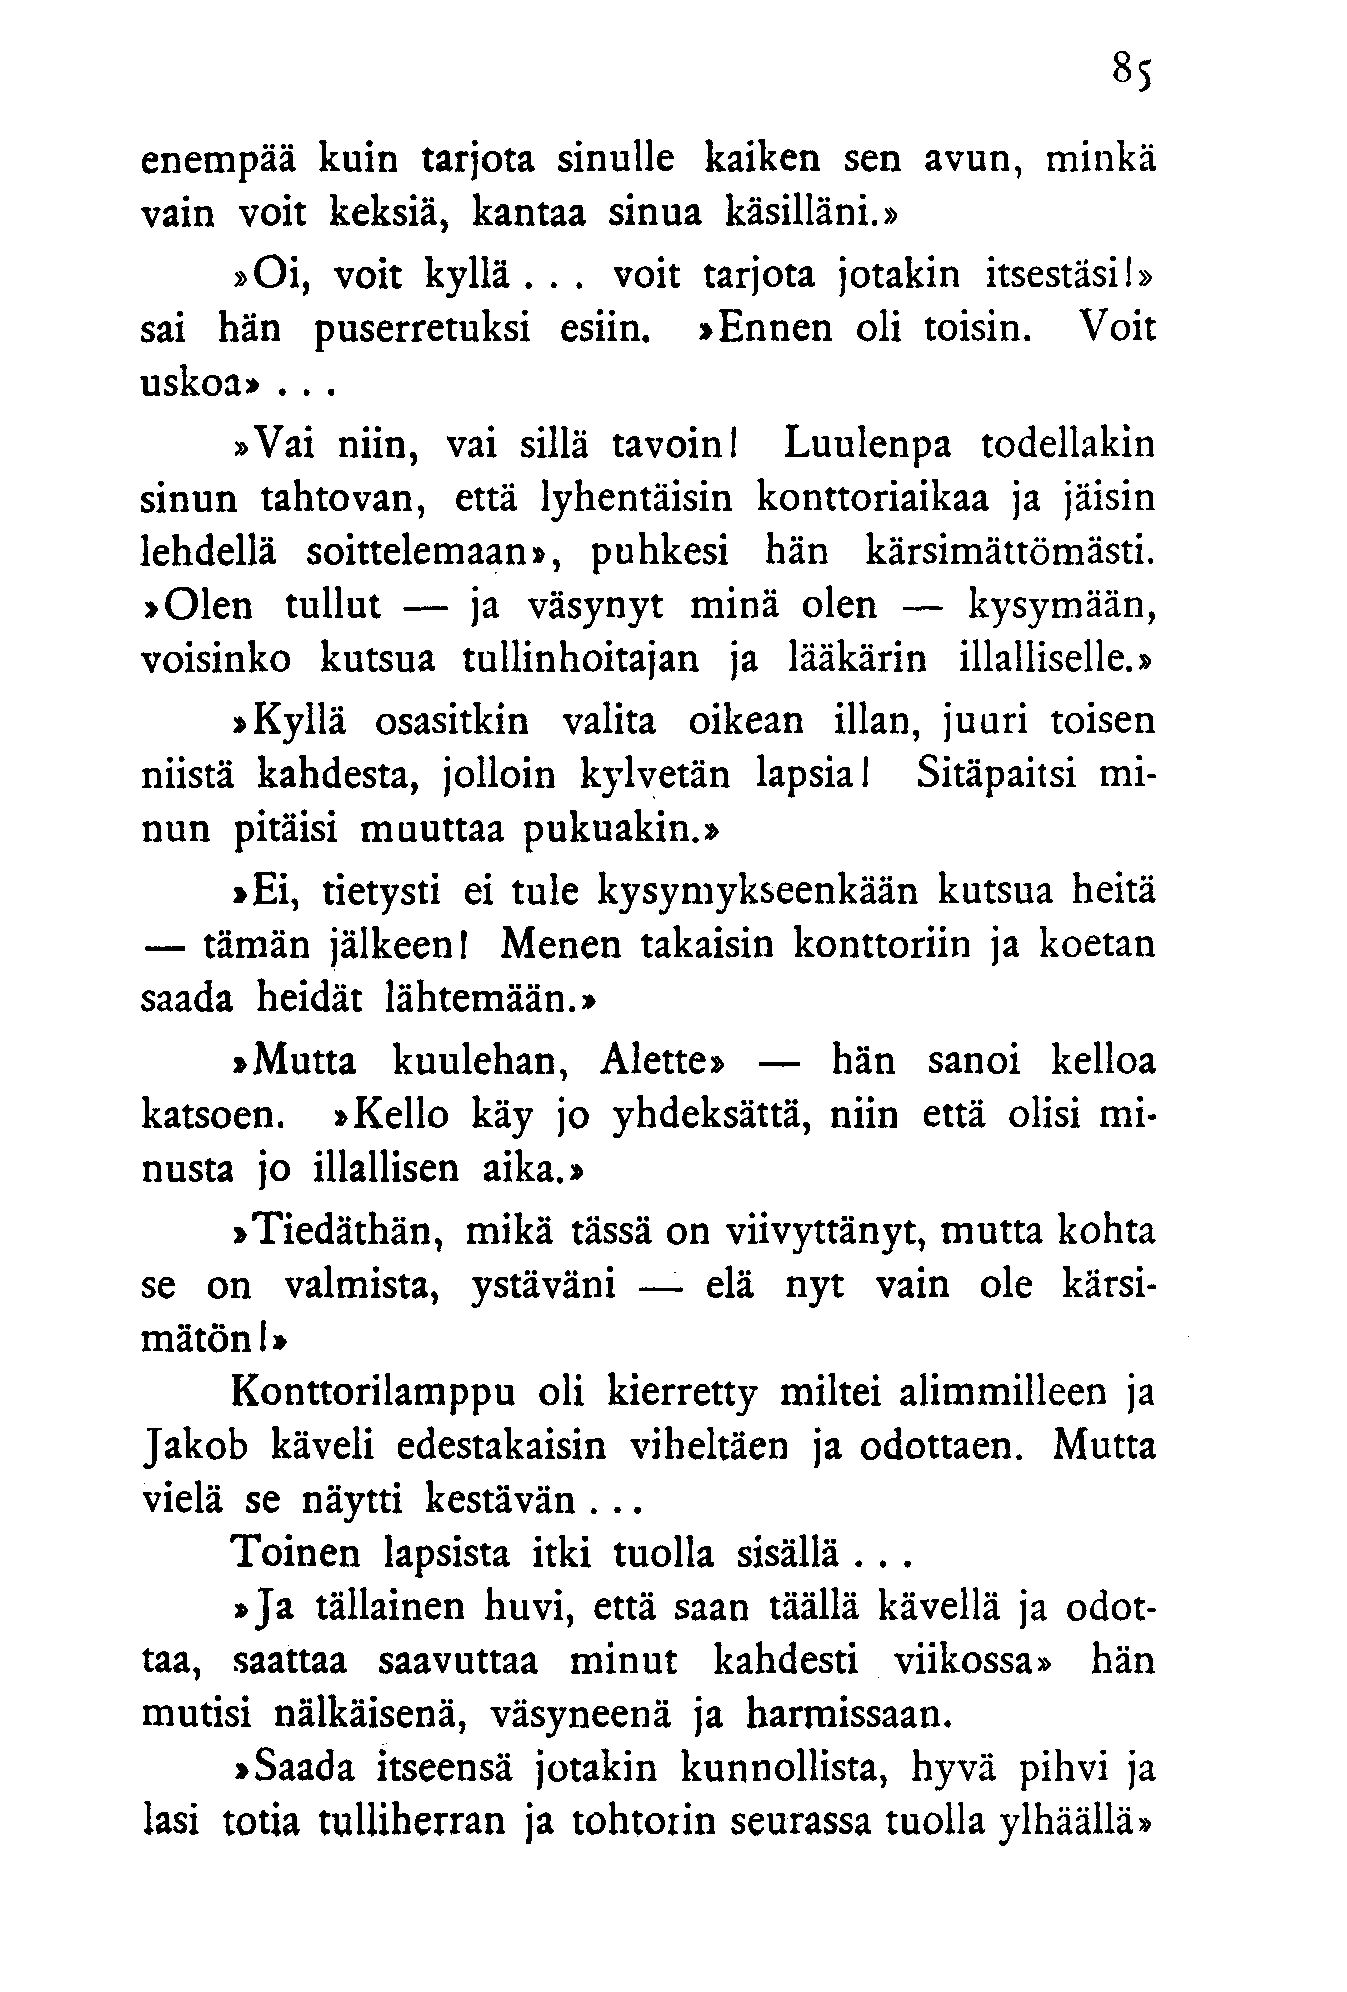 85
enempää kuin tarjota sinulle kaiken sen avun, minkä
vain voit keksiä, kantaa sinua käsilläni.»
»Oi, voit kyllä . . . voit tarjota jotakin itsestäsi!»
sai hän puserretuksi esiin. »Ennen oli toisin. Voit
uskoa» . . .
»Vai niin, vai sillä tavoin! Luulenpa todellakin
sinun tahtovan, että lyhentäisin konttoriaikaa ja jäisin
lehdellä soittelemaan», puhkesi hän kärsimättömästi.
»Olen tullut — ja väsynyt minä olen — kysymään,
voisinko kutsua tullinhoitajan ja lääkärin illalliselle.»
»Kyllä osasitkin valita oikean illan, juuri toisen
niistä kahdesta, jolloin kylvetän lapsia! Sitäpaitsi mi-
nun pitäisi muuttaa pukuakin.»
»Ei, tietysti ei tule kysymykseenkään kutsua heitä
— tämän jälkeen! Menen takaisin konttoriin ja koetan
saada heidät lähtemään.»
»Mutta kuulehan, Alette» — hän sanoi kelloa
katsoen. »Kello käy jo yhdeksättä, niin että olisi mi-
nusta jo illallisen aika.»
»Tiedäthän, mikä tässä on viivyttänyt, mutta kohta
se on valmista, ystäväni — elä nyt vain ole kärsi-
mätön!»
Konttorilamppu oli kierretty miltei alimmilleen ja
Jakob käveli edestakaisin viheltäen ja odottaen. Mutta
vielä se näytti kestävän . . .
Toinen lapsista itki tuolla sisällä . . .
»Ja tällainen huvi, että saan täällä kävellä ja odot-
taa, saattaa saavuttaa minut kahdesti viikossa» hän
mutisi nälkäisenä, väsyneenä ja harmissaan.
»Saada itseensä jotakin kunnollista, hyvä pihvi ja
lasi totia tulliherran ja tohtorin seurassa tuolla ylhäällä»